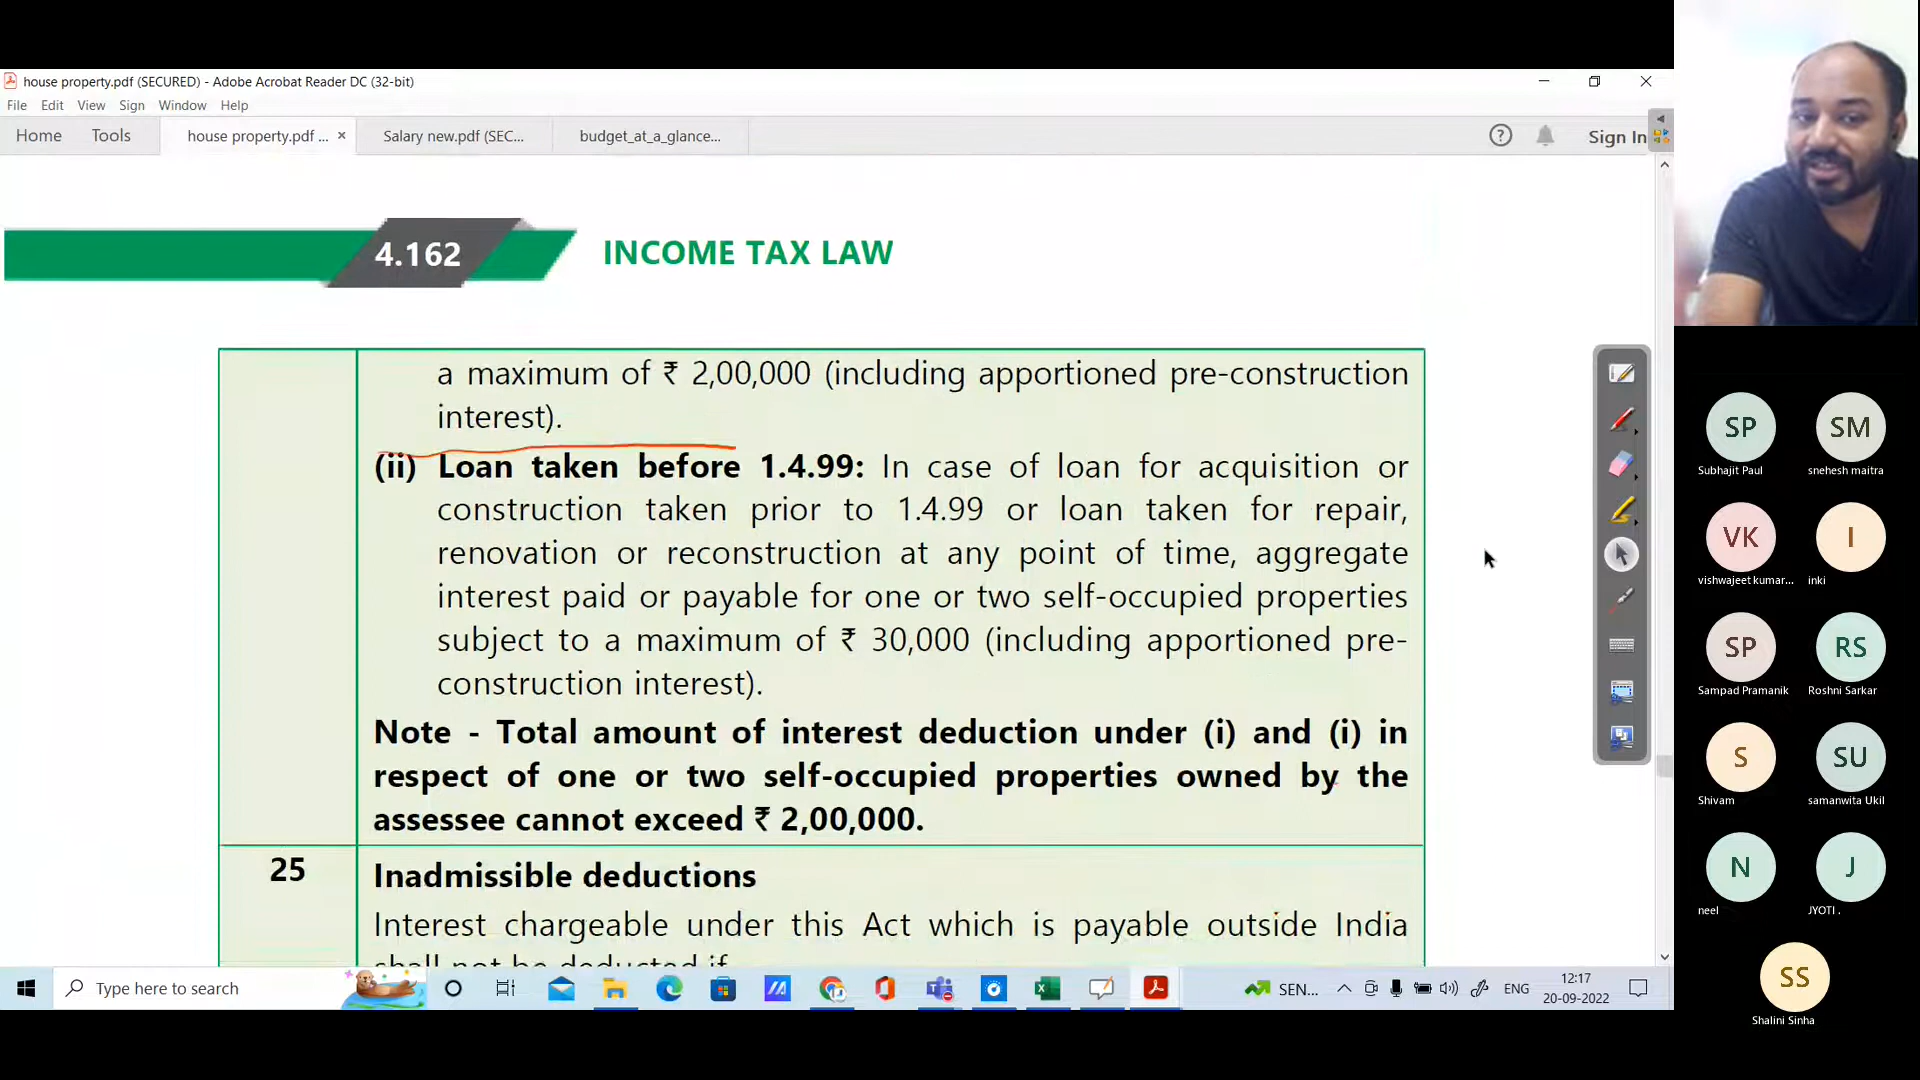 house property.pdf (SECURED) - Adobe Acrobat Reader DC (32-bit)
File Edit View Sign Window Help
Home Tools house property.pdf ... × Salary new.pdf (SEC... budget_at_a_glance... Sign In
4.162 INCOME TAX LAW
a maximum of ₹ 2,00,000 (including apportioned pre-construction
interest).
(ii) Loan taken before 1.4.99: In case of loan for acquisition or
construction taken prior to 1.4.99 or loan taken for repair,
renovation or reconstruction at any point of time, aggregate
interest paid or payable for one or two self-occupied properties
subject to a maximum of ₹ 30,000 (including apportioned pre-
construction interest).
Note - Total amount of interest deduction under (i) and (i) in
respect of one or two self-occupied properties owned by the
assessee cannot exceed ₹ 2,00,000.
25 Inadmissible deductions
Interest chargeable under this Act which is payable outside India
shall not be deducted if
Type here to search
SEN...
ENG
12:17
20-09-2022
SP SM
Subhajit Paul snehesh maitra
VK I
vishwajeet kumar... inki
SP RS
Sampad Pramanik Roshni Sarkar
S SU
Shivam samanwita Ukil
N J
neel JYOTI .
SS
Shalini Sinha